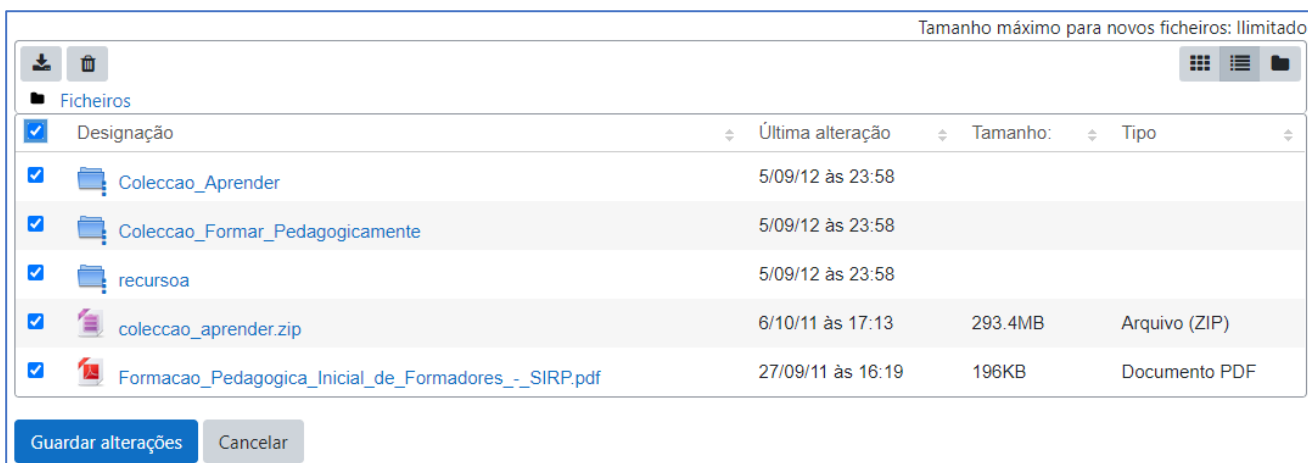 Tamanho máximo para novos ficheiros: Ilimitado
Ficheiros
Designação Última alteração Tamanho: Tipo
Coleccao_Aprender 5/09/12 às 23:58
Coleccao_Formar_Pedagogicamente 5/09/12 às 23:58
recursoa 5/09/12 às 23:58
coleccao_aprender.zip 6/10/11 às 17:13 293.4MB Arquivo (ZIP)
Formacao_Pedagogica_Inicial_de_Formadores_-_SIRP.pdf 27/09/11 às 16:19 196KB Documento PDF
Guardar alterações Cancelar